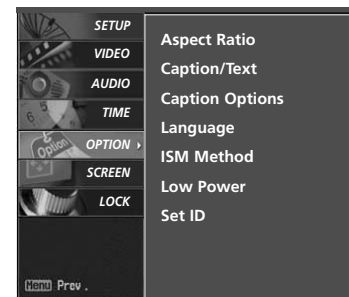 SETUP
VIDEO
AUDIO
TIME
OPTION
SCREEN
LOCK
Menu Prev.
Aspect Ratio
Caption/Text
Caption Options
Language
ISM Method
Low Power
Set ID
Option